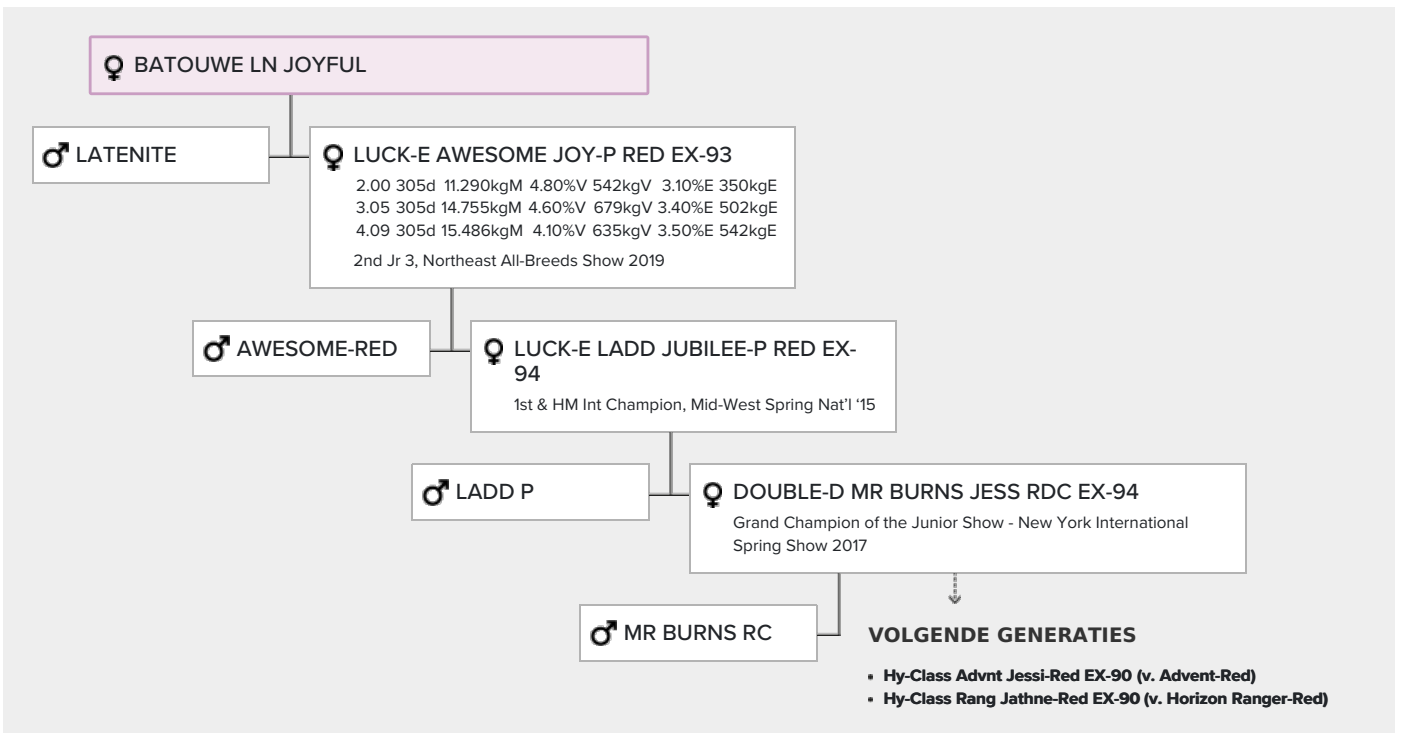 BATOUWE LN JOYFUL
LATENITE
LUCK-E AWESOME JOY-P RED EX-93
2.00 305d 11.290kgM 4.80%V 542kgV 3.10%E 350kgE
3.05 305d 14.755kgM 4.60%V 679kgV 3.40%E 502kgE
4.09 305d 15.486kgM 4.10%V 635kgV 3.50%E 542kgE
2nd Jr 3, Northeast All-Breeds Show 2019
AWESOME-RED
LUCK-E LADD JUBILEE-P RED EX-
94
1st & HM Int Champion, Mid-West Spring Nat’l ‘15
LADD P
DOUBLE-D MR BURNS JESS RDC EX-94
Grand Champion of the Junior Show - New York International
Spring Show 2017
MR BURNS RC
VOLGENDE GENERATIES
• Hy-Class Advnt Jessi-Red EX-90 (v. Advent-Red)
• Hy-Class Rang Jathne-Red EX-90 (v. Horizon Ranger-Red)